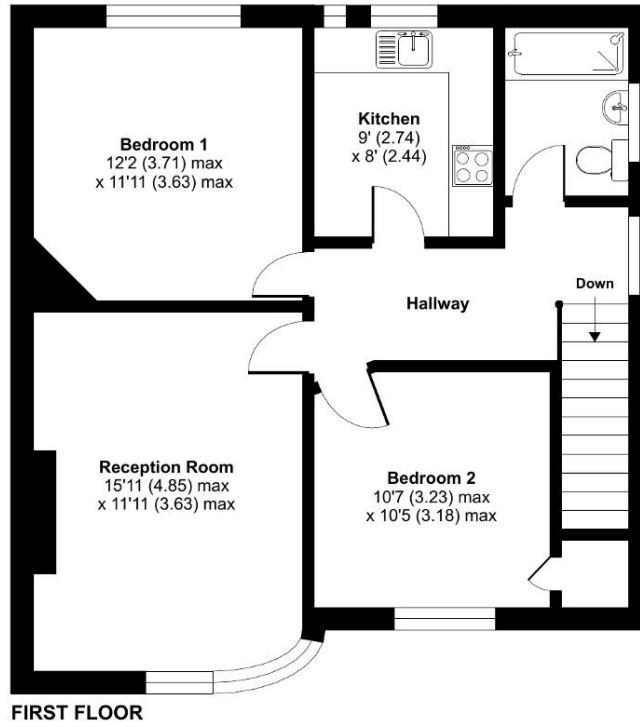 Bedroom 1
12'2 (3.71) max
x 11'11 (3.63) max
Kitchen
9' (2.74)
x 8' (2.44)
Hallway
Down
Reception Room
15'11 (4.85) max
x 11'11 (3.63) max
Bedroom 2
10'7 (3.23) max
x 10'5 (3.18) max
FIRST FLOOR